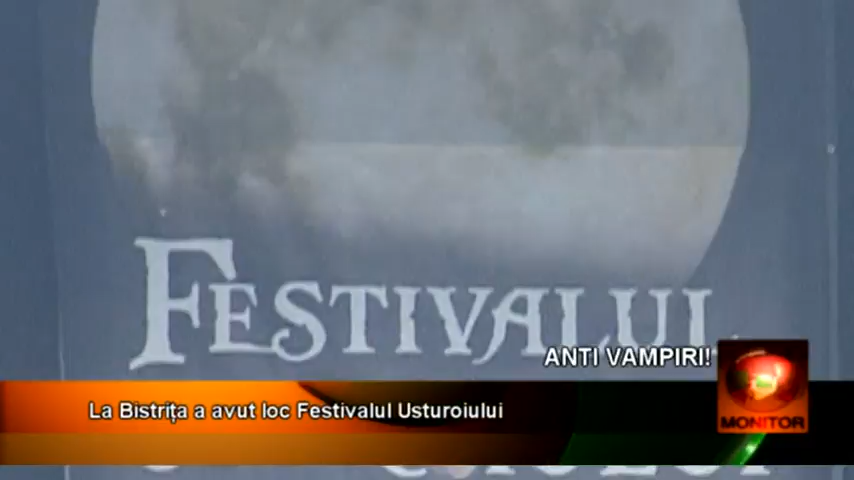 FESTIVALUL
ANTI VAMPIRI!
La Bistrița a avut loc Festivalul Usturoiului
MONITOR